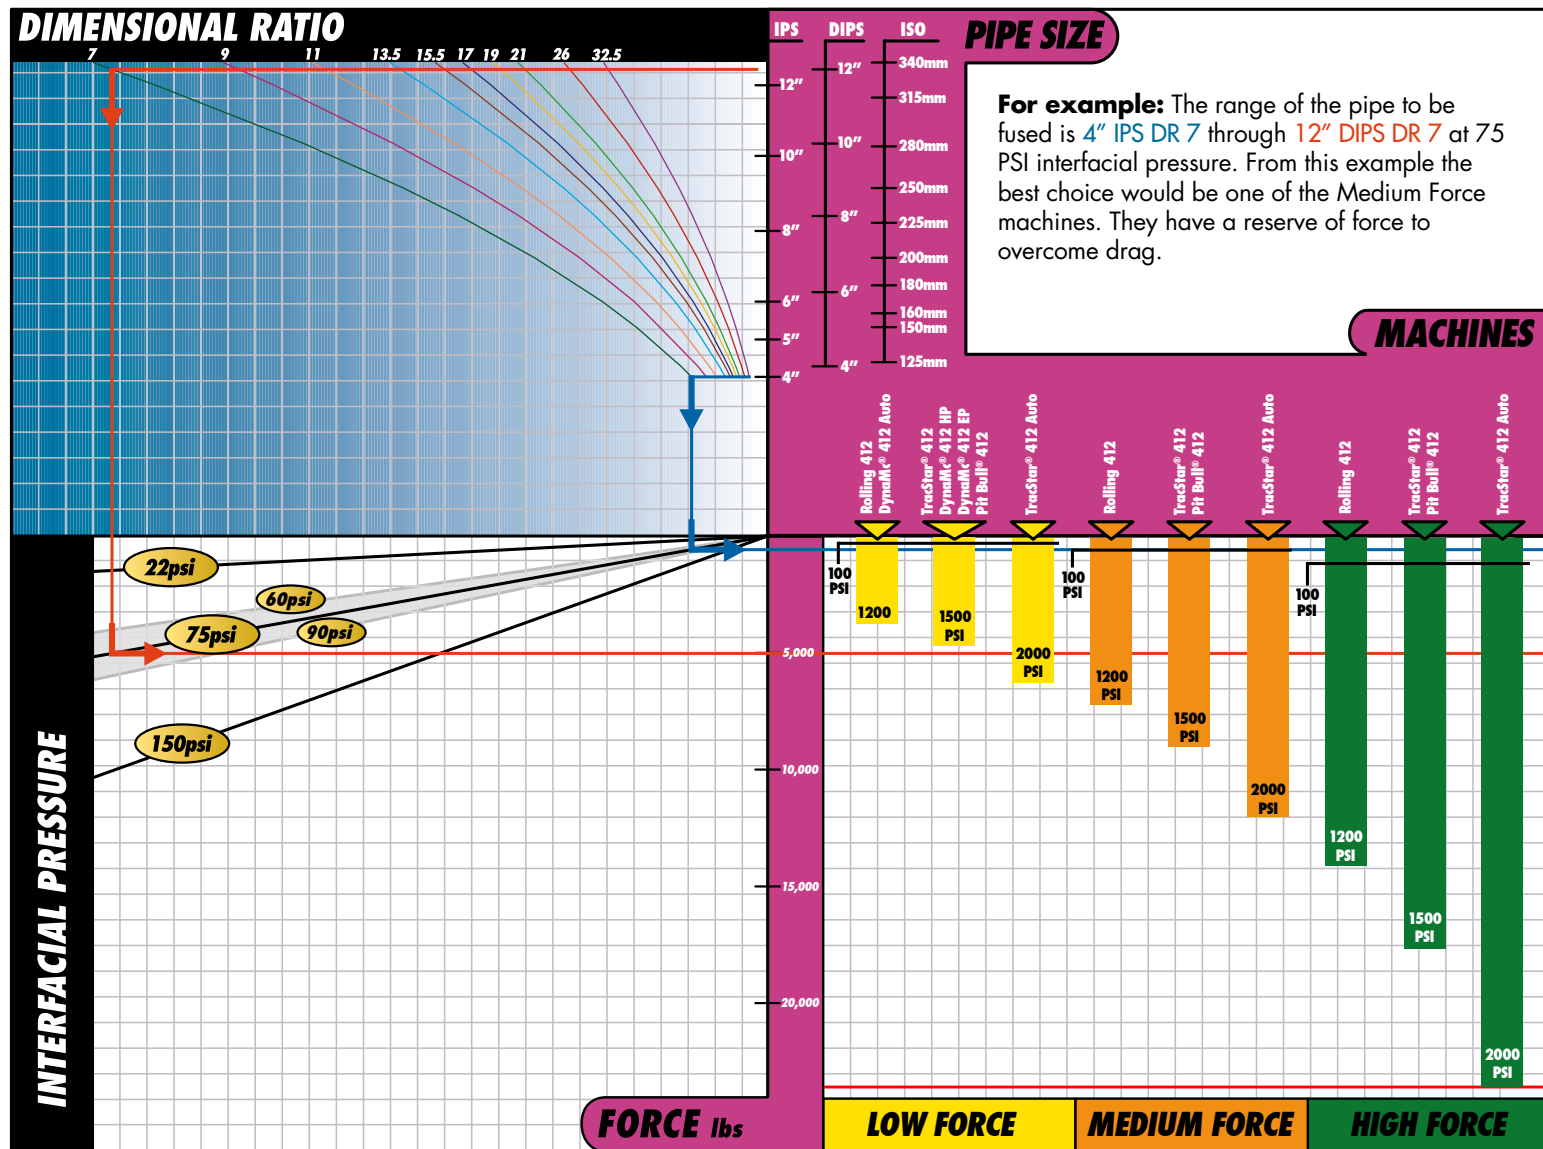 DIMENSIONAL RATIO
7 9 11 13.5 15.5 17 19 21 26 32.5
IPS DIPS ISO
PIPE SIZE
12"
10"
8"
6"
5"
4"
12"
10"
8"
6"
4"
340mm
315mm
280mm
250mm
225mm
200mm
180mm
160mm
150mm
125mm
For example: The range of the pipe to be
fused is 4" IPS DR 7 through 12" DIPS DR 7 at 75
PSI interfacial pressure. From this example the
best choice would be one of the Medium Force
machines. They have a reserve of force to
overcome drag.
MACHINES
Rolling 412
DynaMc® 412 Auto
TracStar® 412
DynaMc® 412 HP
DynaMc® 412 EP
Pit Bull® 412
TracStar® 412 Auto
Rolling 412
TracStar® 412
Pit Bull® 412
TracStar® 412 Auto
Rolling 412
TracStar® 412
Pit Bull® 412
TracStar® 412 Auto
22psi
60psi
75psi
90psi
150psi
INTERFACIAL PRESSURE
5,000
10,000
15,000
20,000
FORCE lbs
100
PSI
1200
1500
PSI
2000
PSI
100
PSI
1200
PSI
1500
PSI
2000
PSI
100
PSI
1200
PSI
1500
PSI
2000
PSI
LOW FORCE
MEDIUM FORCE
HIGH FORCE